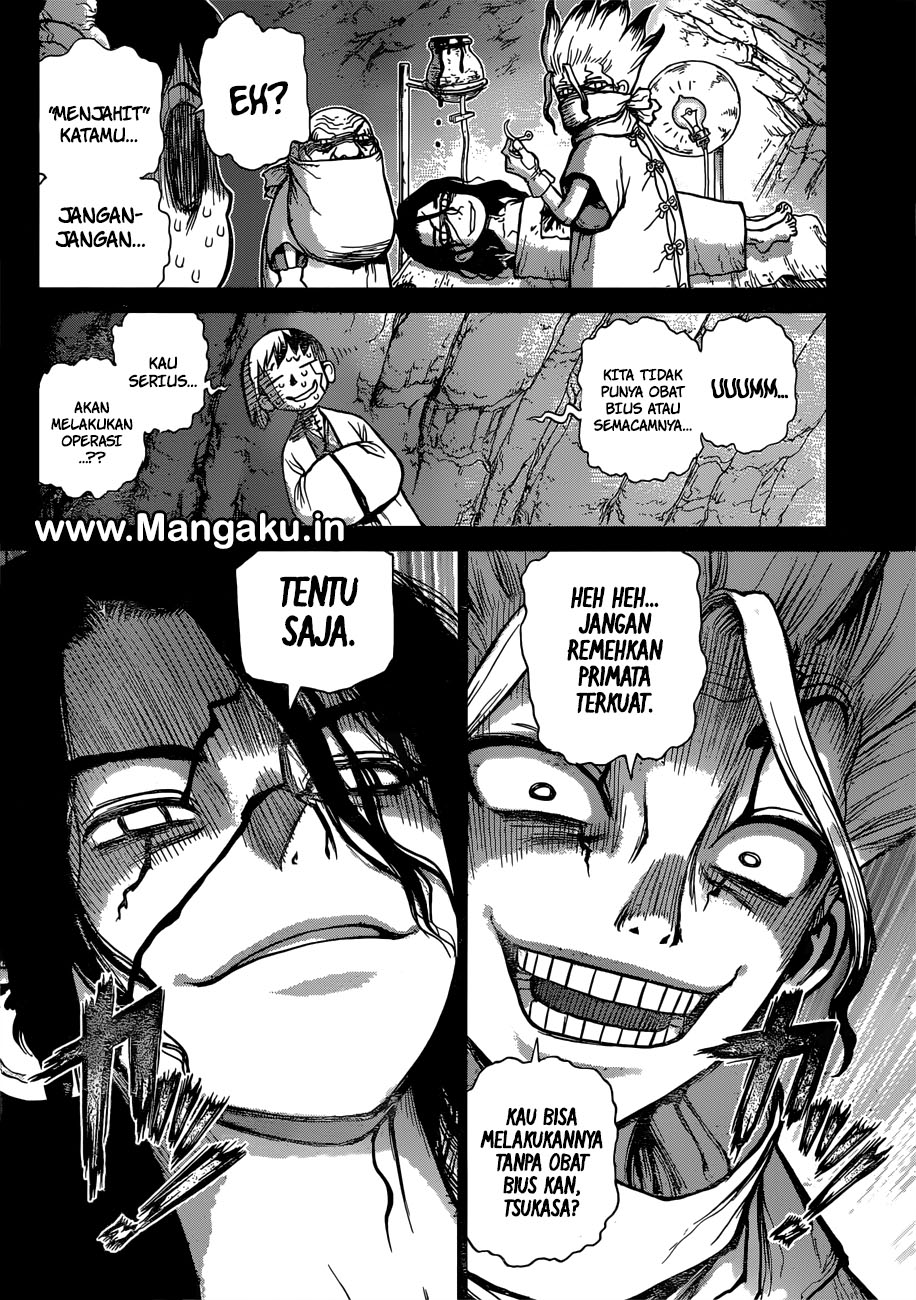 EH?
"MENJAHIT"
KATAMU...
JANGAN-
JANGAN...
UUUMM...
KITA TIDAK
PUNYA OBAT
BIUS ATAU
SEMACAMNYA...
KAU
SERIUS...
AKAN
MELAKUKAN
OPERASI
...??
www.Mangaku.in
HEH HEH...
JANGAN
REMEHKAN
PRIMATA
TERKUAT.
KAU BISA
MELAKUKANNYA
TANPA OBAT
BIUS KAN,
TSUKASA?
TENTU
SAJA.